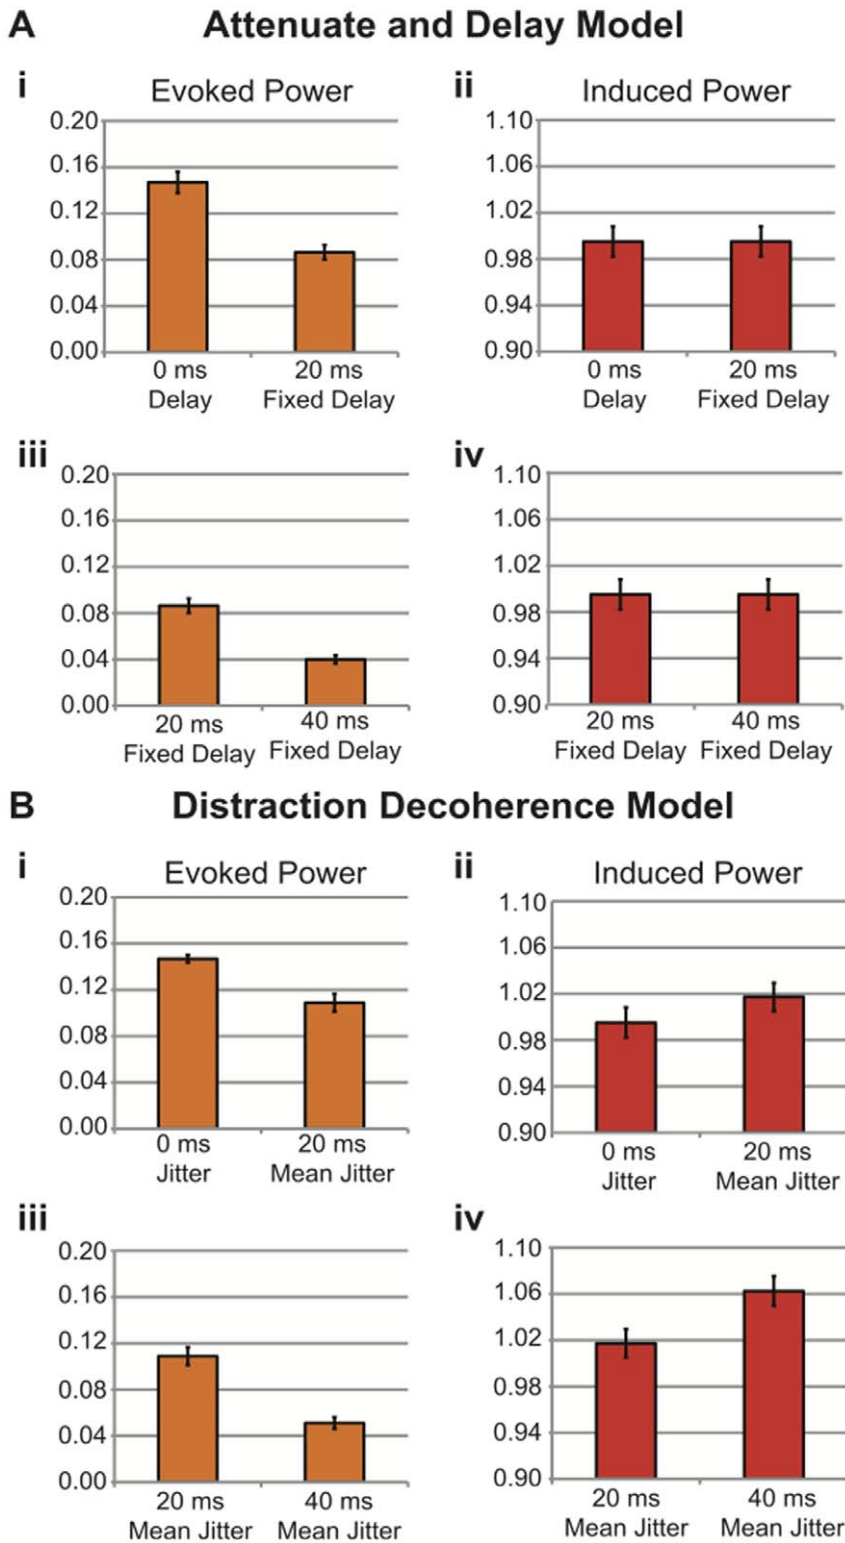 A Attenuate and Delay Model
i Evoked Power
0.20
0.16
0.12
0.08
0.04
0.00
0 ms 20 ms
Delay Fixed Delay
ii Induced Power
1.10
1.06
1.02
0.98
0.94
0.90
0 ms 20 ms
Delay Fixed Delay
iii
0.20
0.16
0.12
0.08
0.04
0.00
20 ms 40 ms
Fixed Delay Fixed Delay
iv
1.10
1.06
1.02
0.98
0.94
0.90
20 ms 40 ms
Fixed Delay Fixed Delay
B Distraction Decoherence Model
i Evoked Power
0.20
0.16
0.12
0.08
0.04
0.00
0 ms 20 ms
Jitter Mean Jitter
ii Induced Power
1.10
1.06
1.02
0.98
0.94
0.90
0 ms 20 ms
Jitter Mean Jitter
iii
0.20
0.16
0.12
0.08
0.04
0.00
20 ms 40 ms
Mean Jitter Mean Jitter
iv
1.10
1.06
1.02
0.98
0.94
0.90
20 ms 40 ms
Mean Jitter Mean Jitter